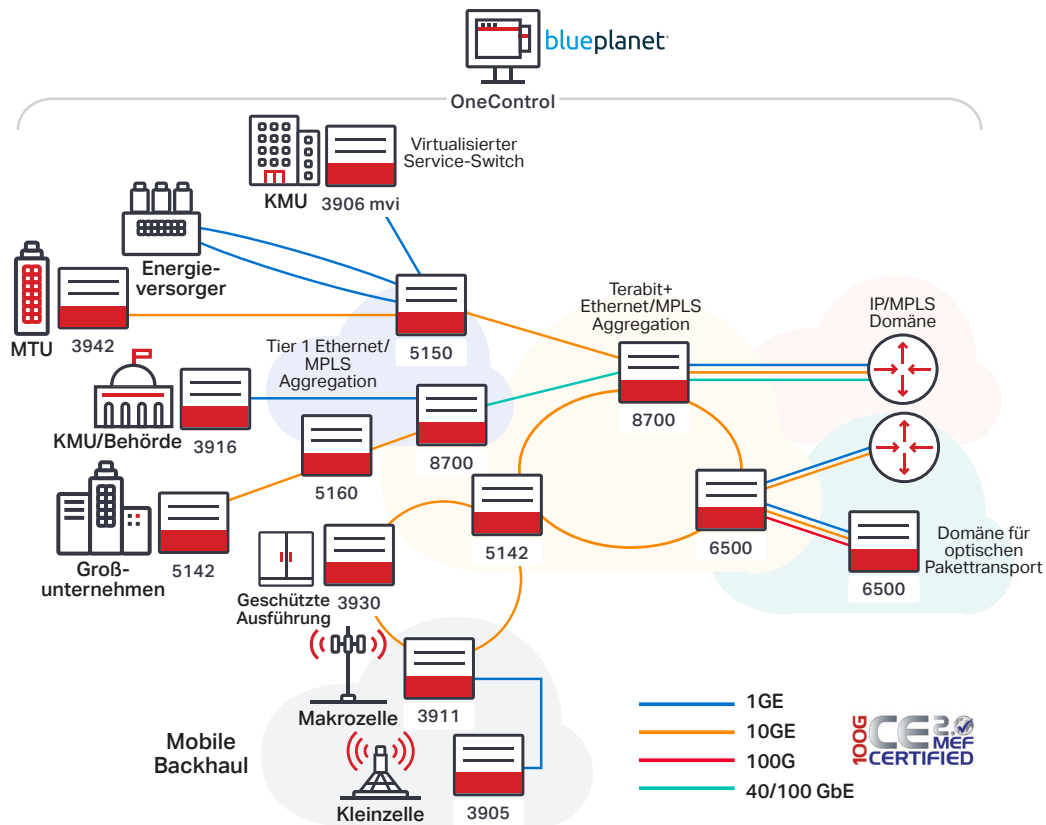 blueplanet
OneControl
Virtualisierter
Service-Switch
KMU
3906 mvi
Energie-
versorger
MTU
3942
5150
Terabit+
Ethernet/MPLS
Aggregation
IP/MPLS
Domäne
Tier 1 Ethernet/
MPLS
Aggregation
KMU/Behörde
3916
8700
8700
5160
Groß-
unternehmen
5142
5142
6500
Domäne für
optischen
Pakettransport
6500
Geschützte
Ausführung
3930
Makrozelle
3911
Mobile
Backhaul
Kleinzelle
3905
1GE
10GE
100G
40/100 GbE
100G
CE 2.0
MEF
CERTIFIED